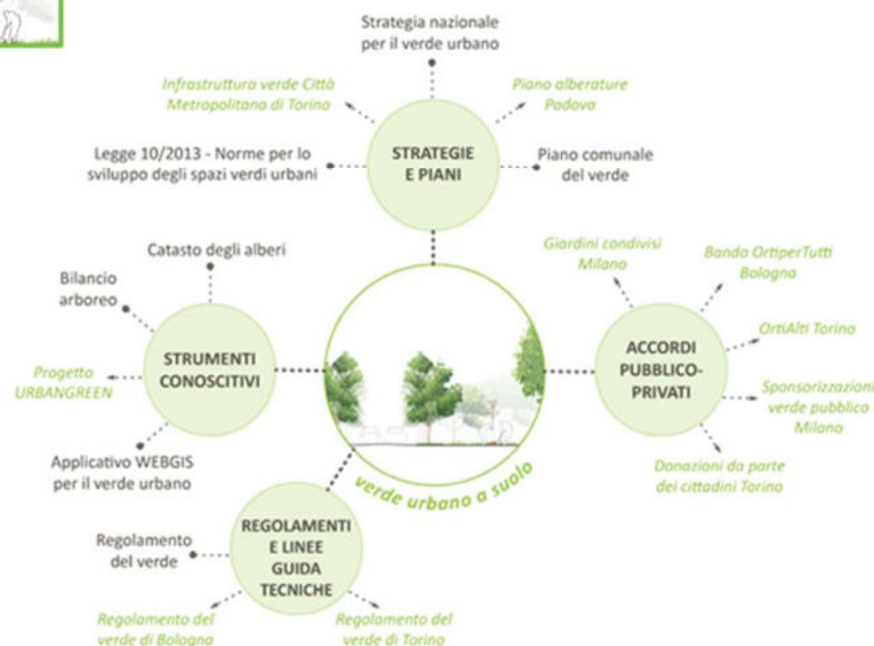 Strategia nazionale
per il verde urbano
Infrastruttura verde Città
Metropolitana di Torino
Piano alberature
Padova
Legge 10/2013 - Norme per lo
sviluppo degli spazi verdi urbani
STRATEGIE
E PIANI
Piano comunale
del verde
Catasto degli alberi
Bilancio
arboreo
Progetto
URBANGREEN
STRUMENTI
CONOSCITIVI
Applicativo WEBGIS
per il verde urbano
Giardini condivisi
Milano
Bando OrtiperTutti
Bologna
OrtiAlti Torino
ACCORDI
PUBBLICO-
PRIVATI
Sponsorizzazioni
verde pubblico
Milano
Donazioni da parte
dei cittadini Torino
verde urbano a suolo
REGOLAMENTI
E LINEE
GUIDA
TECNICHE
Regolamento
del verde
Regolamento del
verde di Bologna
Regolamento del
verde di Torino